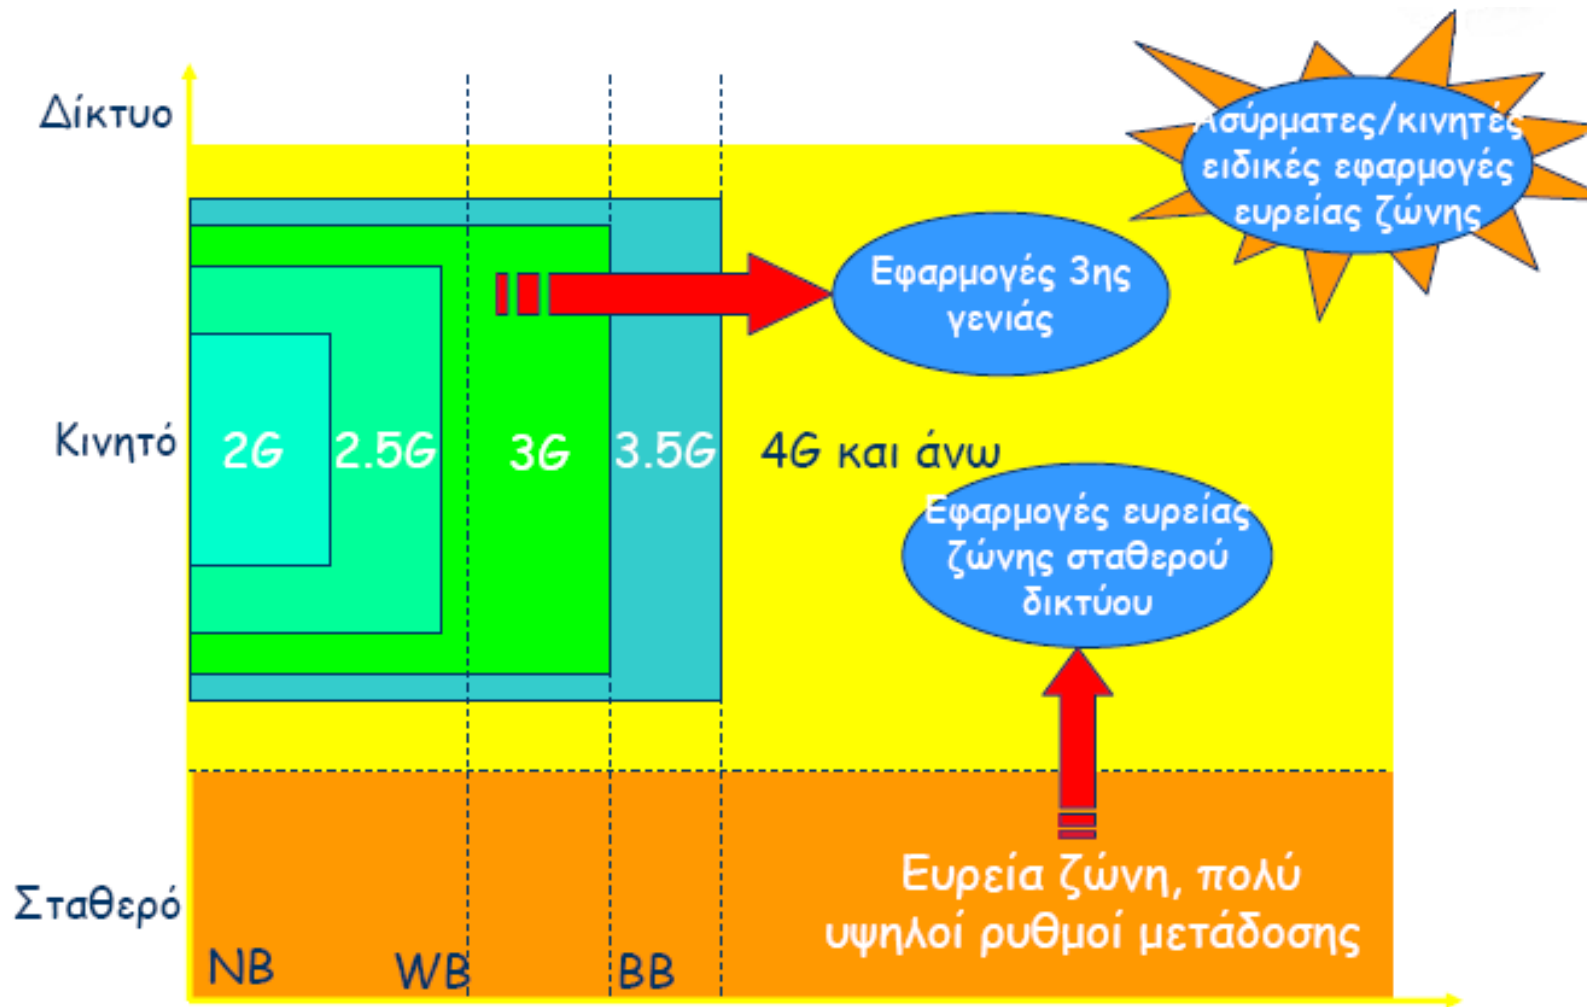 Δίκτυο
Ασύρματες/κινητές
ειδικές εφαρμογές
ευρείας ζώνης
Εφαρμογές 3ης
γενιάς
Κινητό
2G
2.5G
3G
3.5G
4G και άνω
Εφαρμογές ευρείας
ζώνης σταθερού
δικτύου
Σταθερό
Ευρεία ζώνη, πολύ
υψηλοί ρυθμοί μετάδοσης
NB
WB
BB